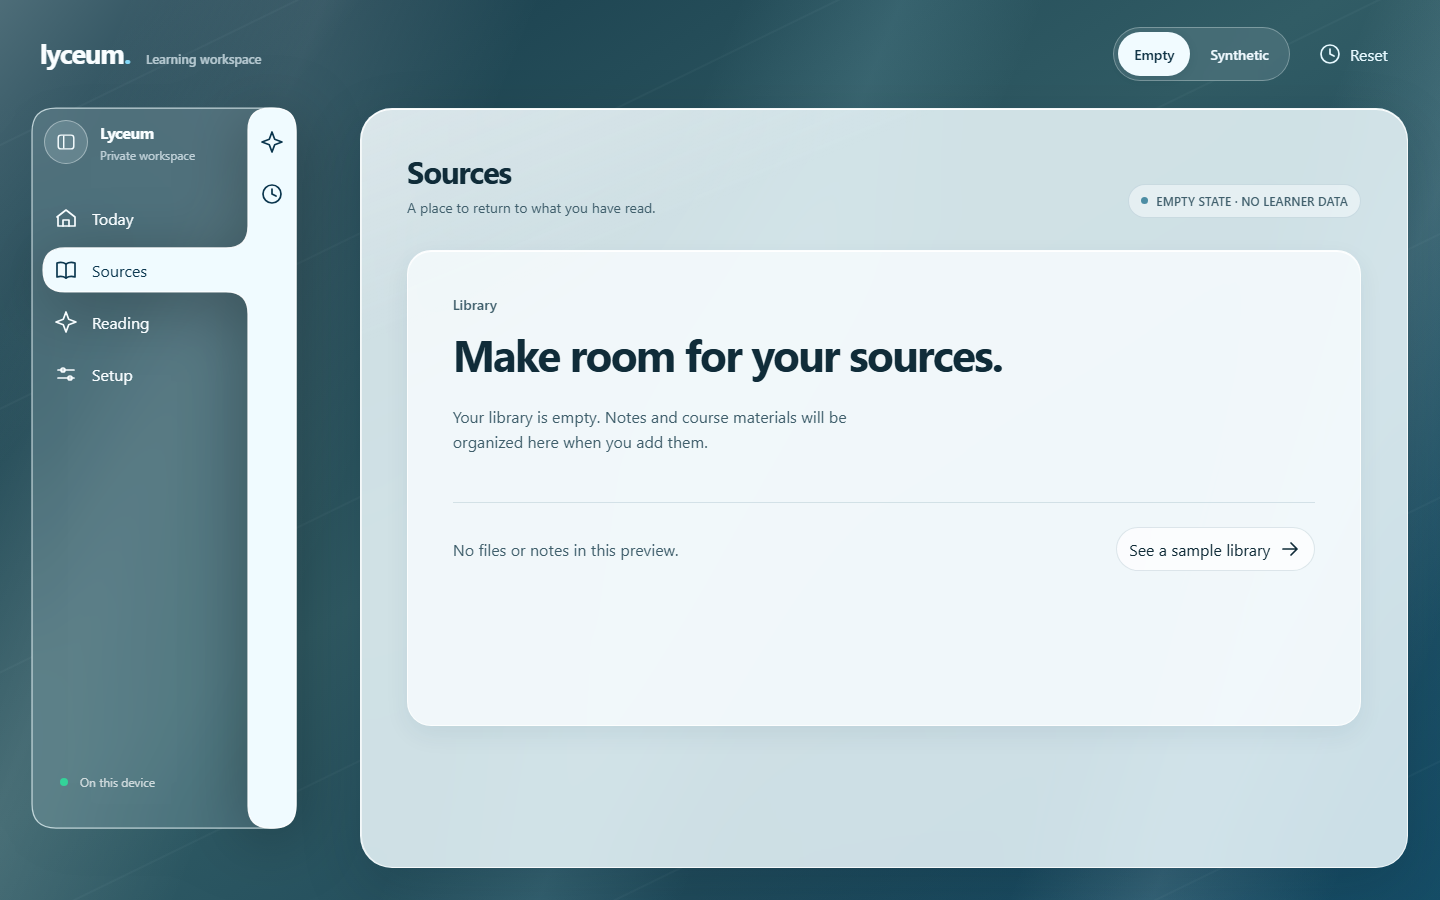 lyceum.
Learning workspace
Empty
Synthetic
Reset
Lyceum
Private workspace
Today
Sources
Reading
Setup
On this device
Sources
A place to return to what you have read.
EMPTY STATE · NO LEARNER DATA
Library
Make room for your sources.
Your library is empty. Notes and course materials will be
organized here when you add them.
No files or notes in this preview.
See a sample library